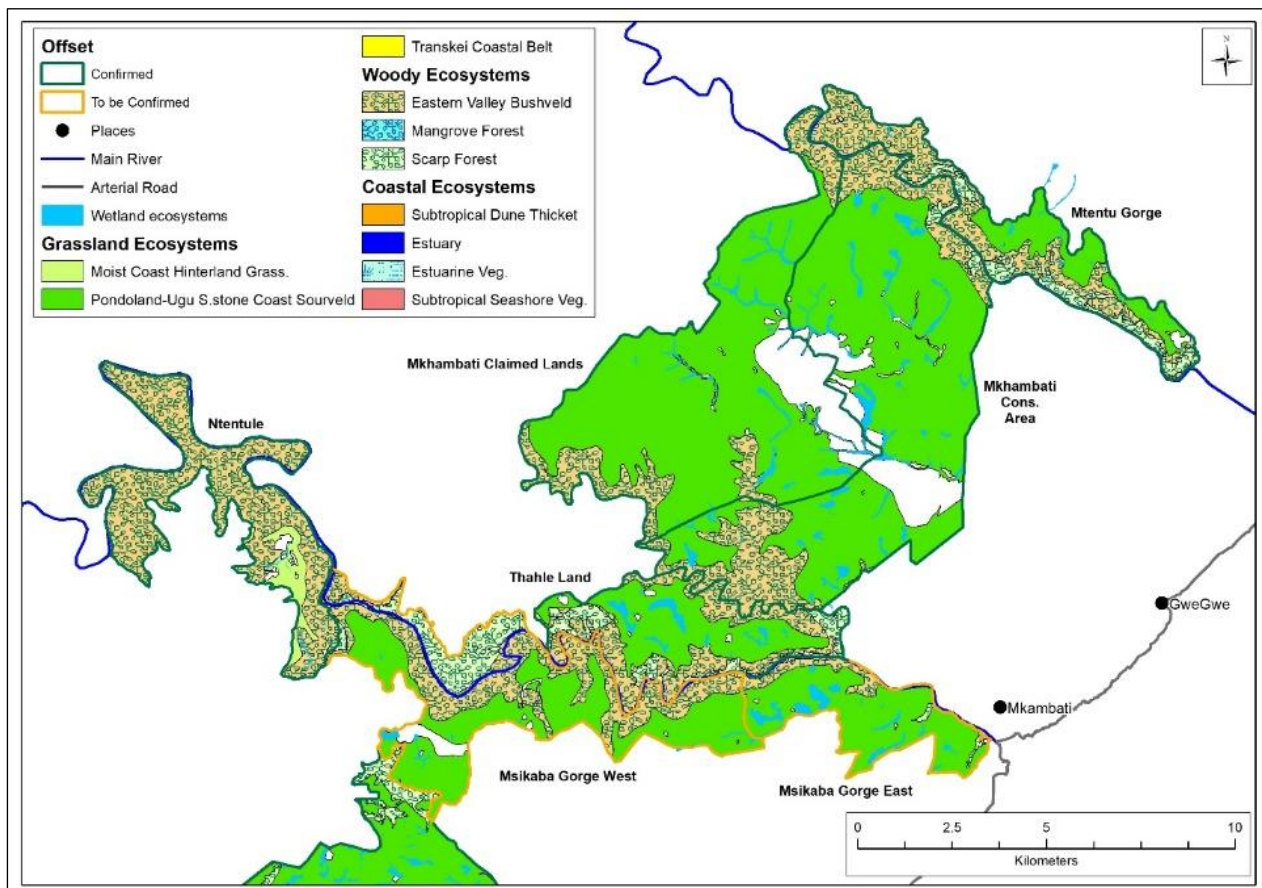 Offset
Confirmed
To be Confirmed
Places
Main River
Arterial Road
Wetland ecosystems
Grassland Ecosystems
Moist Coast Hinterland Grass.
Pondoland-Ugu S.stone Coast Sourveld
Transkei Coastal Belt
Woody Ecosystems
Eastern Valley Bushveld
Mangrove Forest
Scarp Forest
Coastal Ecosystems
Subtropical Dune Thicket
Estuary
Estuarine Veg.
Subtropical Seashore Veg.
N
Mtentu Gorge
Mkhambati Claimed Lands
Mkhambati
Cons.
Area
Ntentule
Thahle Land
GweGwe
Mkambati
Msikaba Gorge West
Msikaba Gorge East
0 2.5 5 10
Kilometers